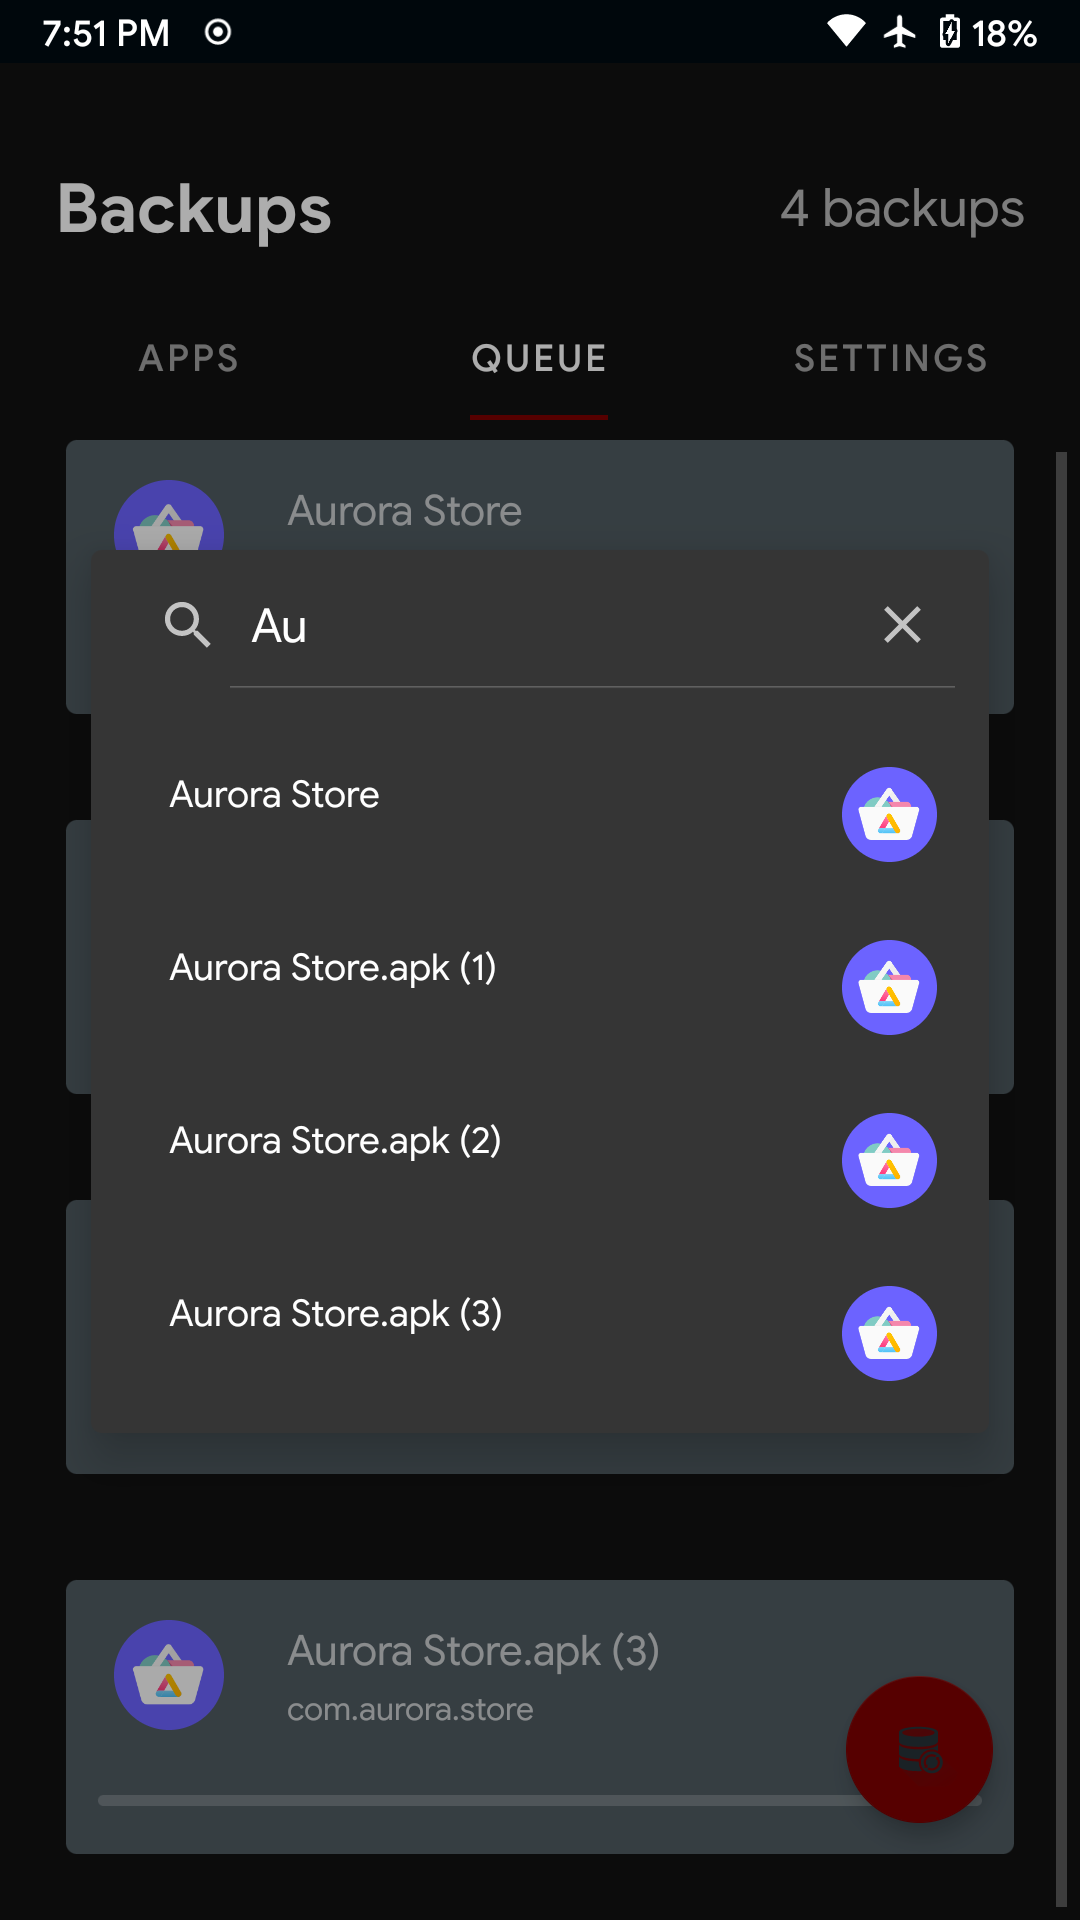 7:51 PM 18%
Backups 4 backups
APPS QUEUE SETTINGS
Aurora Store
Au
Aurora Store
Aurora Store.apk (1)
Aurora Store.apk (2)
Aurora Store.apk (3)
Aurora Store.apk (3)
com.aurora.store